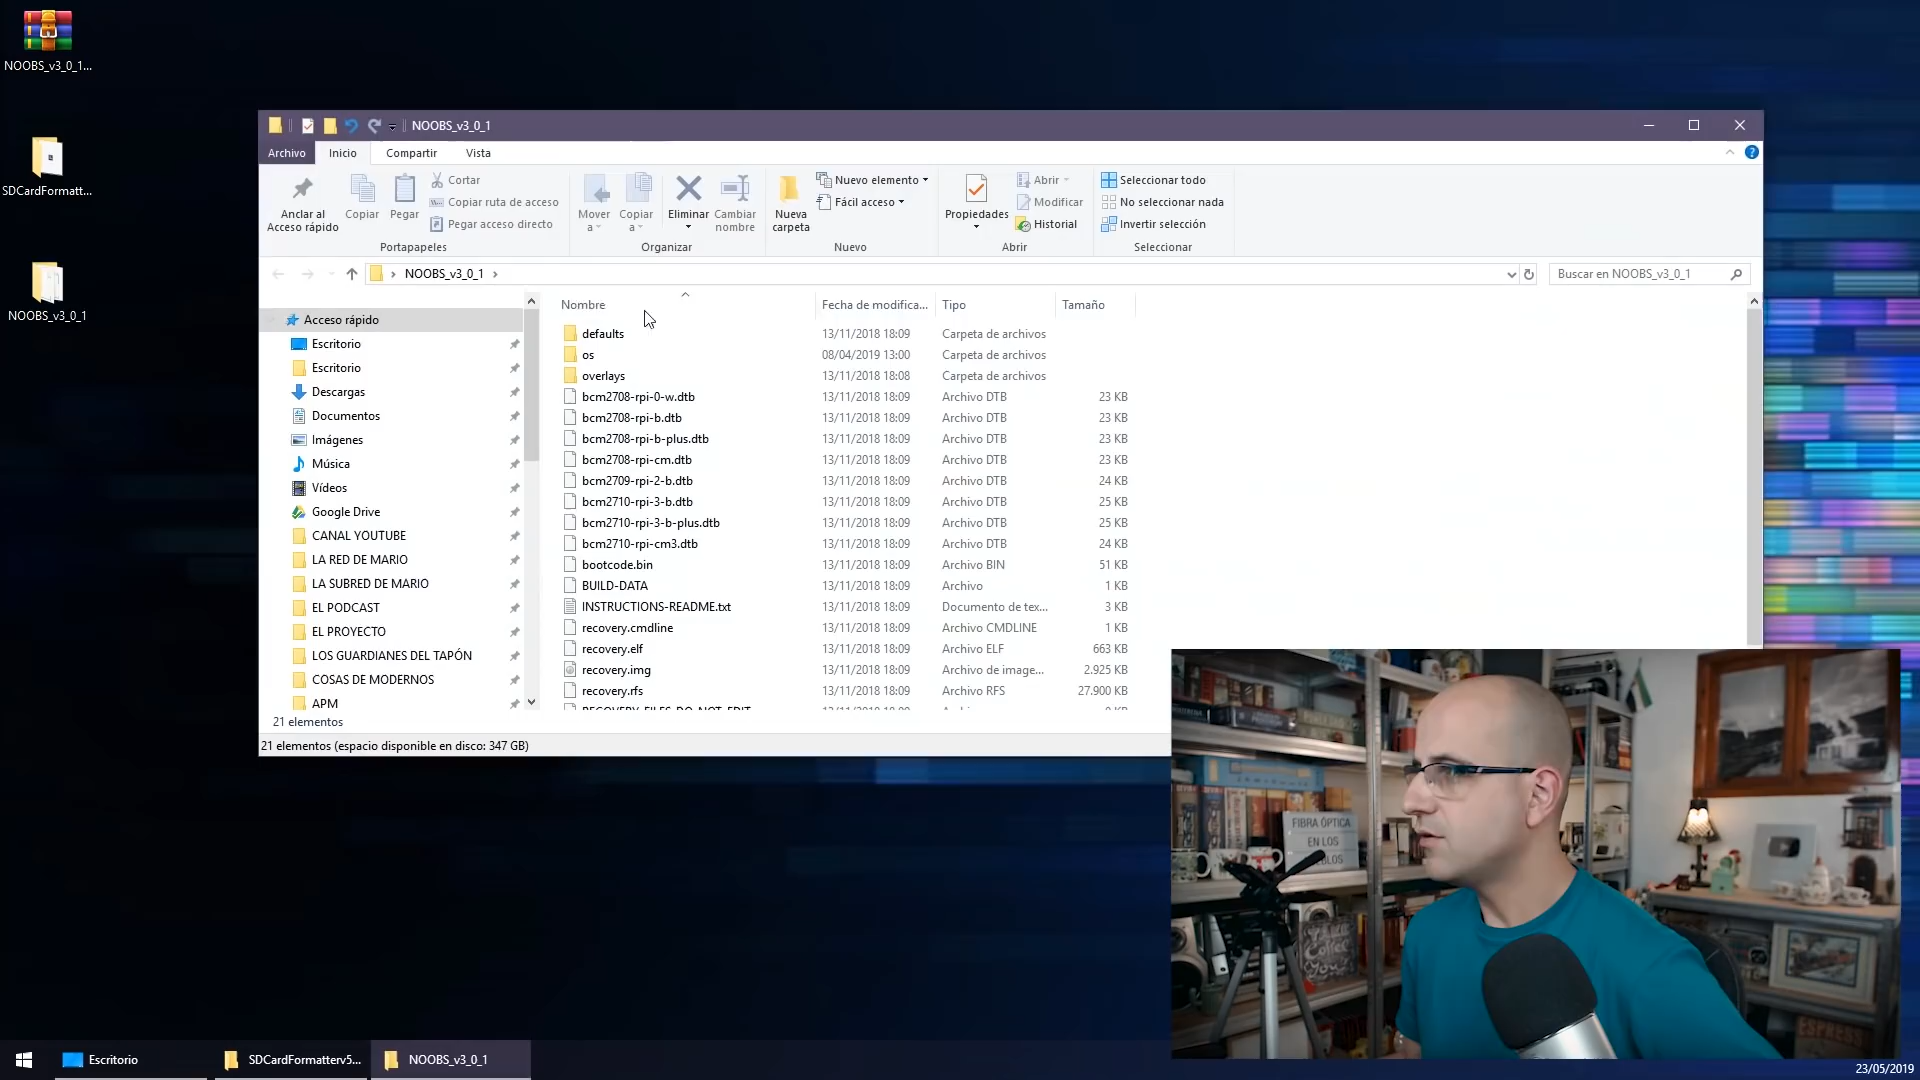 NOOBS_v3_0_1...
SDCardFormatt...
NOOBS_v3_0_1
NOOBS_v3_0_1
Archivo
Inicio
Compartir
Vista
Anclar al
Acceso rápido
Copiar
Pegar
Cortar
Copiar ruta de acceso
Pegar acceso directo
Portapapeles
Mover
a
Copiar
a
Eliminar
Cambiar
nombre
Organizar
Nueva
carpeta
Nuevo elemento
Fácil acceso
Nuevo
Propiedades
Abrir
Modificar
Historial
Abrir
Seleccionar todo
No seleccionar nada
Invertir selección
Seleccionar
NOOBS_v3_0_1
Buscar en NOOBS_v3_0_1
Acceso rápido
Escritorio
Escritorio
Descargas
Documentos
Imágenes
Música
Vídeos
Google Drive
CANAL YOUTUBE
LA RED DE MARIO
LA SUBRED DE MARIO
EL PODCAST
EL PROYECTO
LOS GUARDIANES DEL TAPÓN
COSAS DE MODERNOS
APM
Nombre Fecha de modifica... Tipo Tamaño
defaults 13/11/2018 18:09 Carpeta de archivos
os 08/04/2019 13:00 Carpeta de archivos
overlays 13/11/2018 18:08 Carpeta de archivos
bcm2708-rpi-0-w.dtb 13/11/2018 18:09 Archivo DTB 23 KB
bcm2708-rpi-b.dtb 13/11/2018 18:09 Archivo DTB 23 KB
bcm2708-rpi-b-plus.dtb 13/11/2018 18:09 Archivo DTB 23 KB
bcm2708-rpi-cm.dtb 13/11/2018 18:09 Archivo DTB 23 KB
bcm2709-rpi-2-b.dtb 13/11/2018 18:09 Archivo DTB 24 KB
bcm2710-rpi-3-b.dtb 13/11/2018 18:09 Archivo DTB 25 KB
bcm2710-rpi-3-b-plus.dtb 13/11/2018 18:09 Archivo DTB 25 KB
bcm2710-rpi-cm3.dtb 13/11/2018 18:09 Archivo DTB 24 KB
bootcode.bin 13/11/2018 18:09 Archivo BIN 51 KB
BUILD-DATA 13/11/2018 18:09 Archivo 1 KB
INSTRUCTIONS-README.txt 13/11/2018 18:09 Documento de tex... 3 KB
recovery.cmdline 13/11/2018 18:09 Archivo CMDLINE 1 KB
recovery.elf 13/11/2018 18:09 Archivo ELF 663 KB
recovery.img 13/11/2018 18:09 Archivo de image... 2.925 KB
recovery.rfs 13/11/2018 18:09 Archivo RFS 27.900 KB
RECOVERY_FILES_DO_NOT_EDIT 13/11/2018 18:09 Archivo 0 KB
21 elementos
21 elementos (espacio disponible en disco: 347 GB)
FIBRA ÓPTICA
EN LOS
Coffee
You
ESPRESS
Escritorio
SDCardFormatterv5...
NOOBS_v3_0_1
23/05/2019